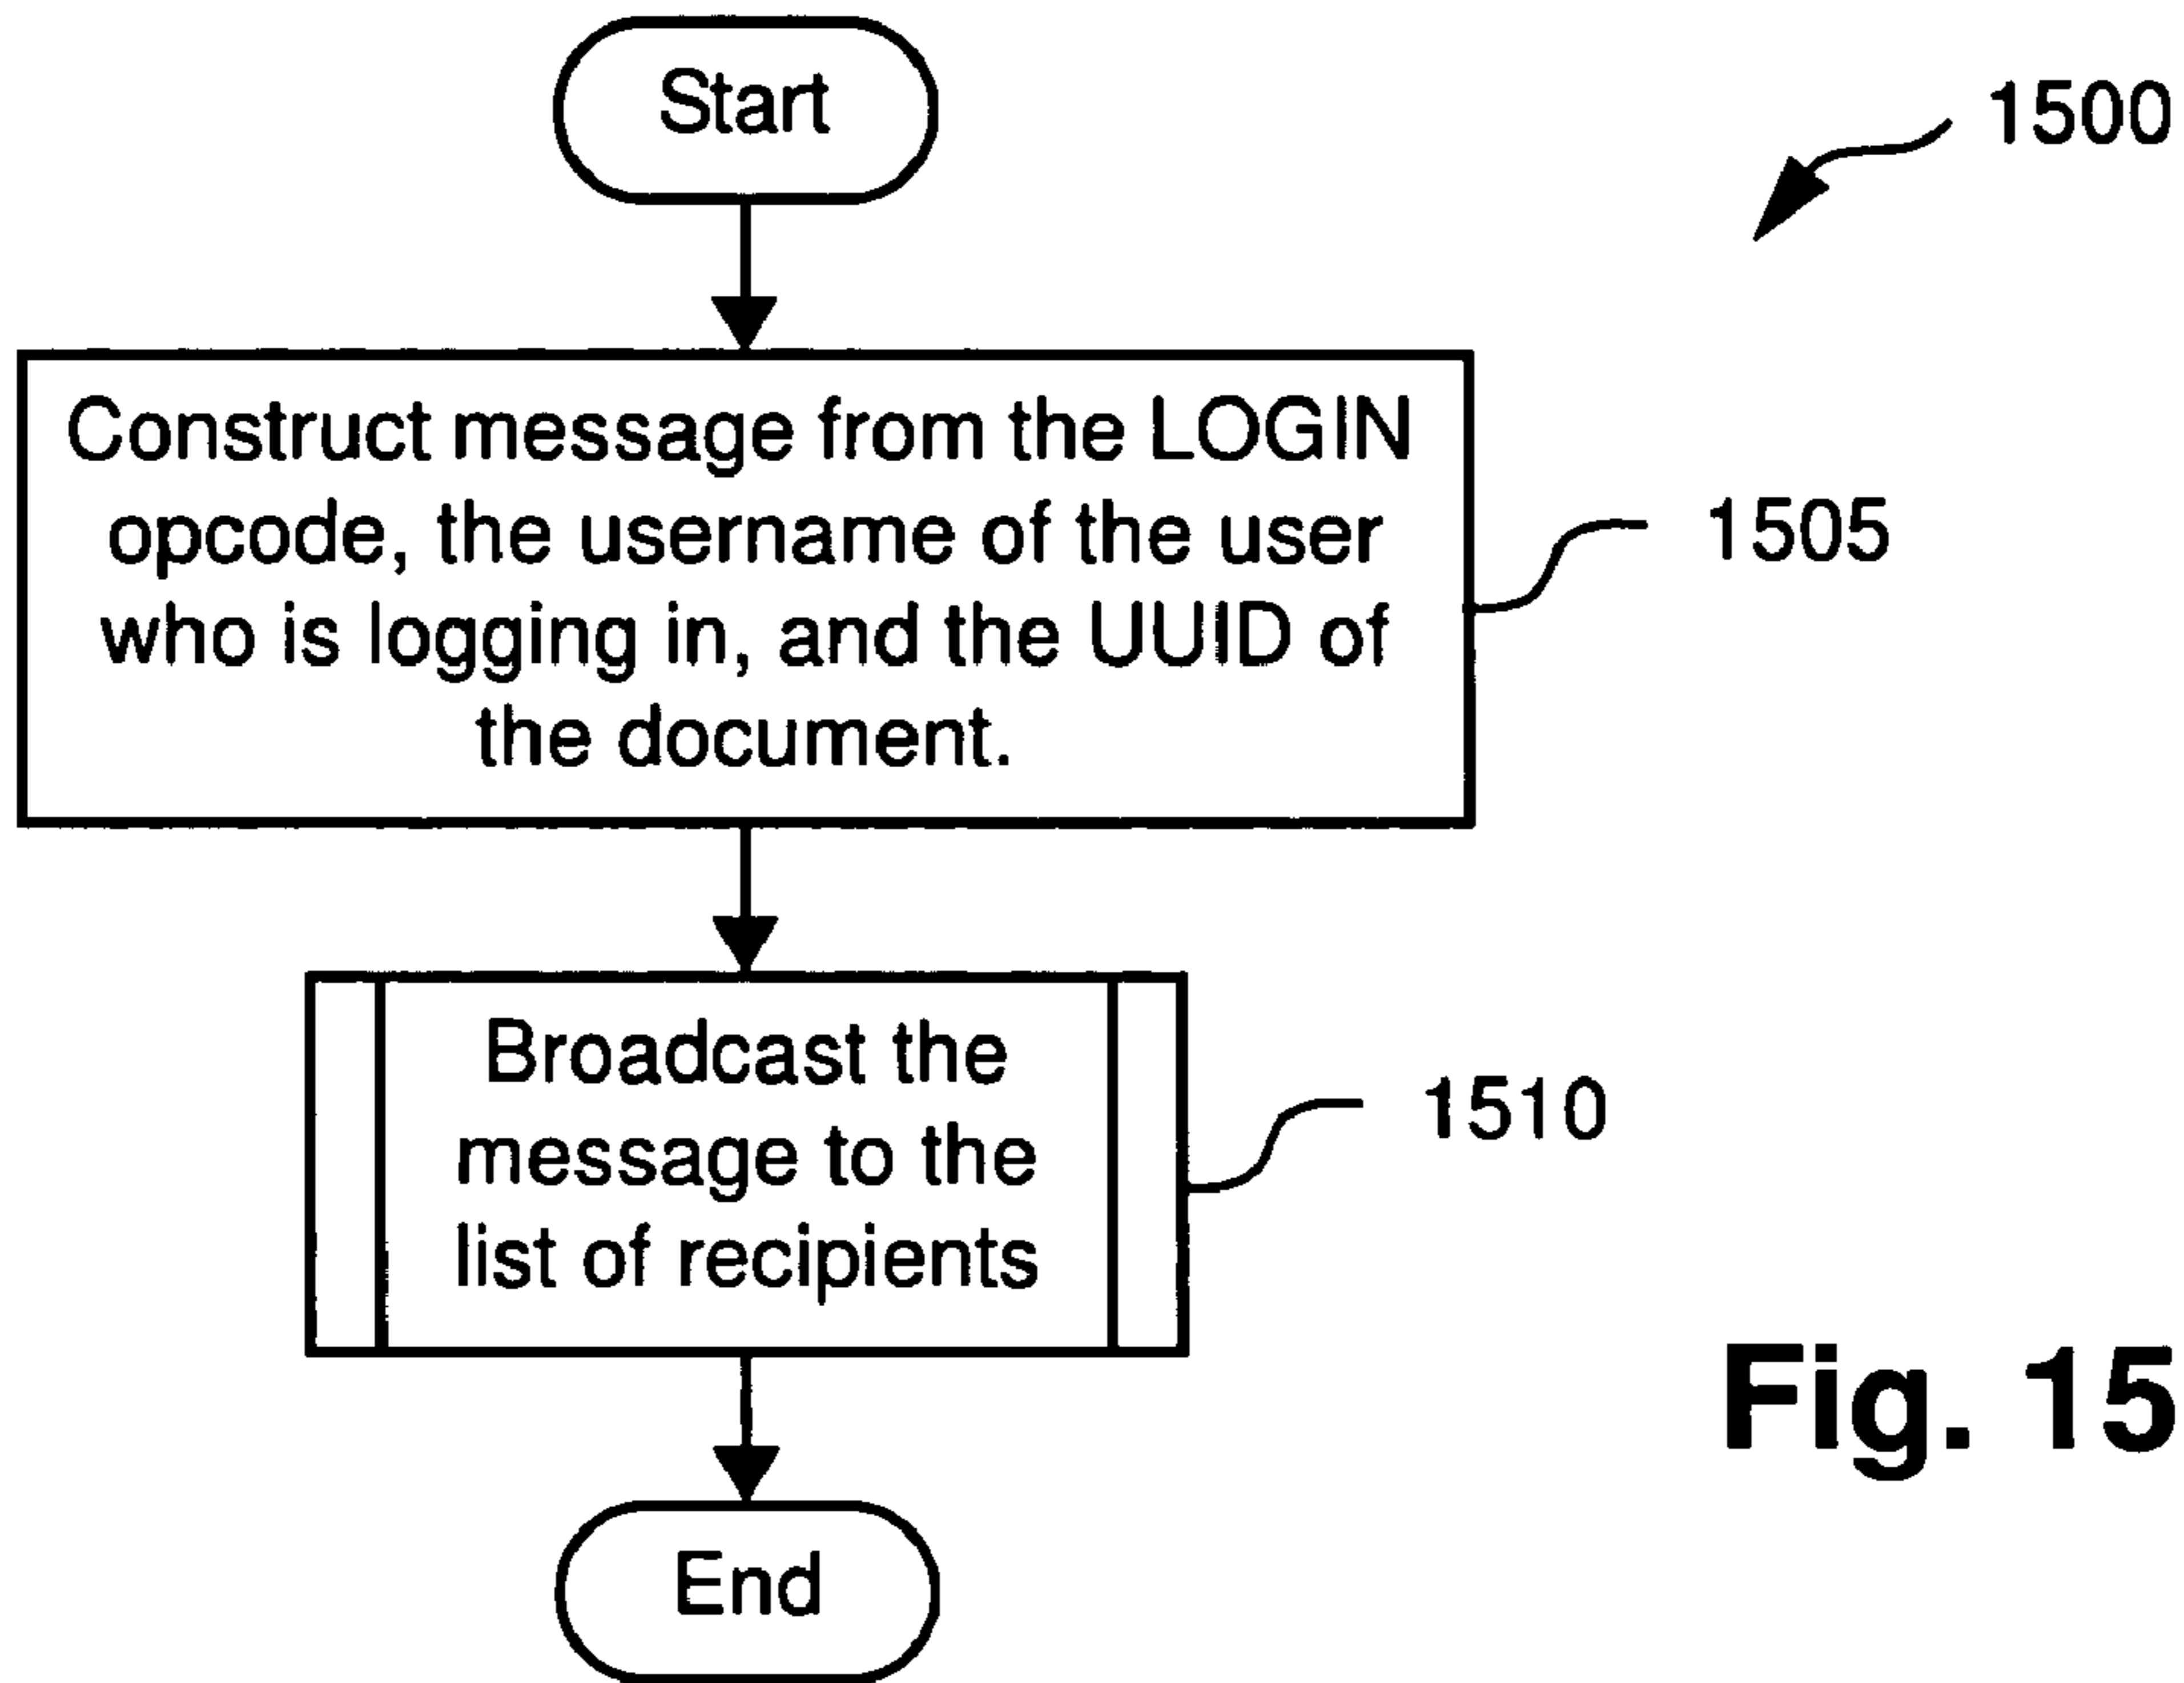 Start
1500
Construct message from the LOGIN
opcode, the username of the user
who is logging in, and the UUID of
the document.
1505
Broadcast the
message to the
list of recipients
1510
Fig. 15
End